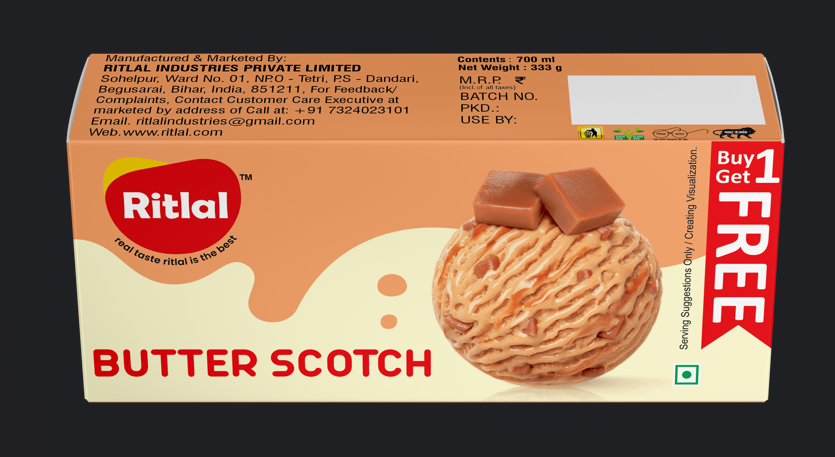 Manufactured & Marketed By:
RITLAL INDUSTRIES PRIVATE LIMITED
Sohelpur, Ward No. 01, NP.O - Tetri, P.S - Dandari,
Begusarai, Bihar, India, 851211, For Feedback/
Complaints, Contact Customer Care Executive at
marketed by address of Call at: +91 7324023101
Email. ritlalindustries@gmail.com
Web.www.ritlal.com
Contents : 700 ml
Net Weight : 333 g
M.R.P. ₹
(Incl. of all taxes)
BATCH NO.
PKD.:
USE BY:
Ritlal™
real taste ritlal is the best
BUTTER SCOTCH
Serving Suggestions Only / Creating Visualization.
Buy 1
Get
FREE